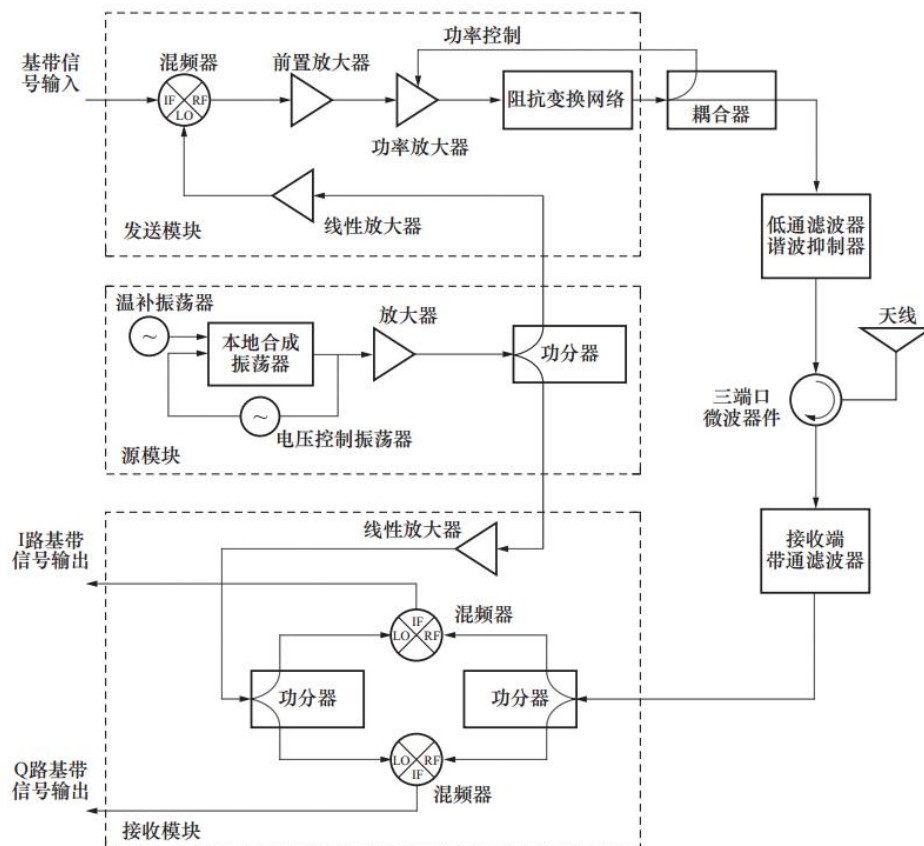 基带信
号输入
混频器
IF
RF
LO
前置放大器
功率控制
功率放大器
阻抗变换网络
耦合器
线性放大器
发送模块
低通滤波器
谐波抑制器
温补振荡器
~
本地合成
振荡器
放大器
功分器
天线
三端口
微波器件
~
电压控制振荡器
源模块
线性放大器
接收端
带通滤波器
I路基带
信号输出
IF
LO
RF
混频器
功分器
功分器
Q路基带
信号输出
LO
RF
IF
混频器
接收模块